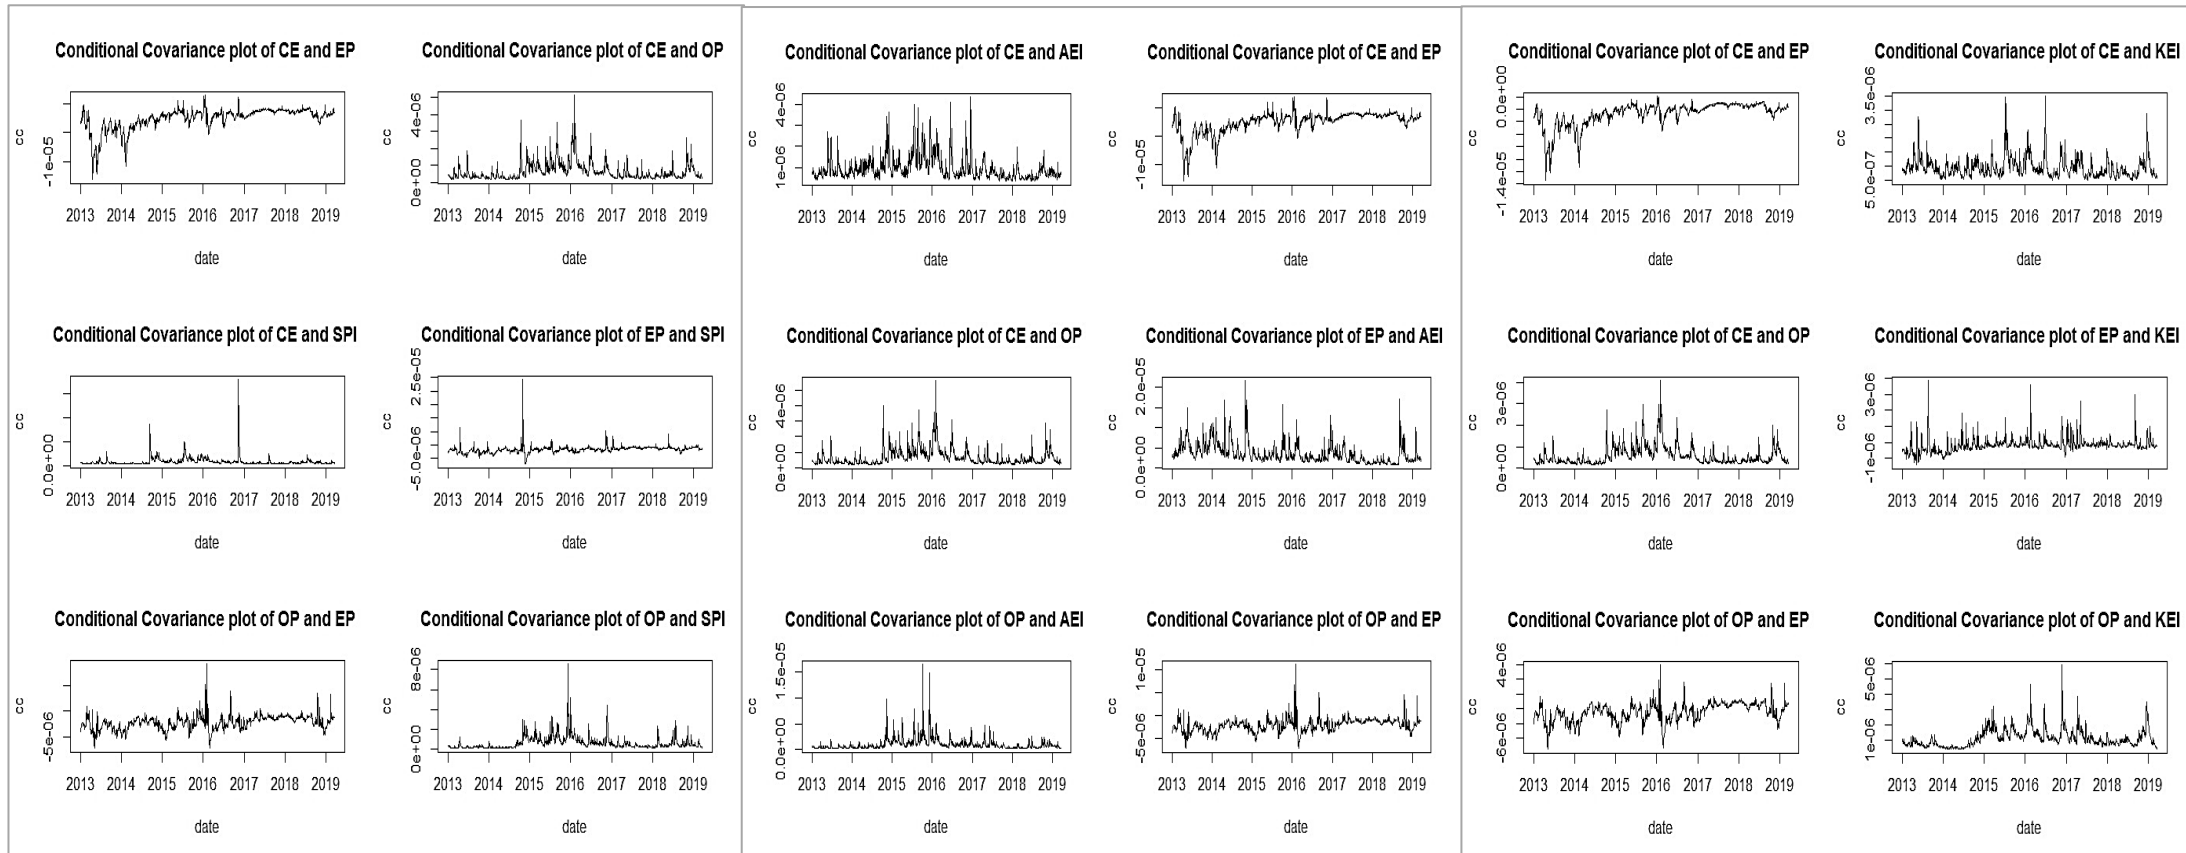 Conditional Covariance plot of CE and EP
cc
-1e-05
2013 2014 2015 2016 2017 2018 2019
date
Conditional Covariance plot of CE and OP
cc
0e+00 4e-06
2013 2014 2015 2016 2017 2018 2019
date
Conditional Covariance plot of CE and SPI
cc
0.0e+00
2013 2014 2015 2016 2017 2018 2019
date
Conditional Covariance plot of EP and SPI
cc
-5.0e-06 2.5e-05
2013 2014 2015 2016 2017 2018 2019
date
Conditional Covariance plot of OP and EP
cc
-5e-06
2013 2014 2015 2016 2017 2018 2019
date
Conditional Covariance plot of OP and SPI
cc
0e+00 8e-06
2013 2014 2015 2016 2017 2018 2019
date
Conditional Covariance plot of CE and AEI
cc
1e-06 4e-06
2013 2014 2015 2016 2017 2018 2019
date
Conditional Covariance plot of CE and EP
cc
-1e-05
2013 2014 2015 2016 2017 2018 2019
date
Conditional Covariance plot of CE and OP
cc
0e+00 4e-06
2013 2014 2015 2016 2017 2018 2019
date
Conditional Covariance plot of EP and AEI
cc
0.0e+00 2.0e-05
2013 2014 2015 2016 2017 2018 2019
date
Conditional Covariance plot of OP and AEI
cc
0.0e+00 1.5e-05
2013 2014 2015 2016 2017 2018 2019
date
Conditional Covariance plot of OP and EP
cc
-5e-06 1e-05
2013 2014 2015 2016 2017 2018 2019
date
Conditional Covariance plot of CE and EP
cc
-1.4e-05 0.0e+00
2013 2014 2015 2016 2017 2018 2019
date
Conditional Covariance plot of CE and KEI
cc
5.0e-07 3.5e-06
2013 2014 2015 2016 2017 2018 2019
date
Conditional Covariance plot of CE and OP
cc
0e+00 3e-06
2013 2014 2015 2016 2017 2018 2019
date
Conditional Covariance plot of EP and KEI
cc
-1e-06 3e-06
2013 2014 2015 2016 2017 2018 2019
date
Conditional Covariance plot of OP and EP
cc
-6e-06 4e-06
2013 2014 2015 2016 2017 2018 2019
date
Conditional Covariance plot of OP and KEI
cc
1e-06 5e-06
2013 2014 2015 2016 2017 2018 2019
date